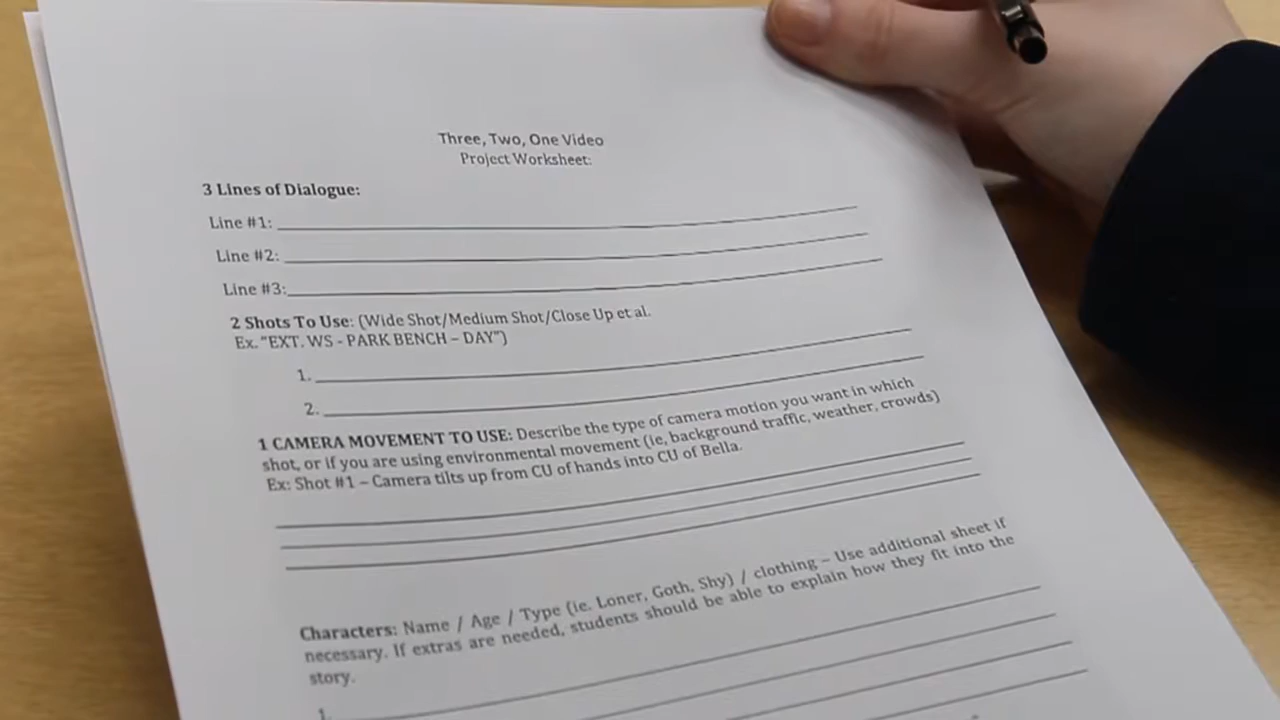 Three, Two, One Video
Project Worksheet:
3 Lines of Dialogue:
Line #1:
Line #2:
Line #3:
2 Shots To Use: (Wide Shot/Medium Shot/Close Up et al.
Ex. "EXT. WS - PARK BENCH – DAY")
1.
2.
1 CAMERA MOVEMENT TO USE: Describe the type of camera motion you want in which
shot, or if you are using environmental movement (ie, background traffic, weather, crowds)
Ex: Shot #1 – Camera tilts up from CU of hands into CU of Bella.
Characters: Name / Age / Type (ie. Loner, Goth, Shy) / clothing – Use additional sheet if
necessary. If extras are needed, students should be able to explain how they fit into the
story.
1.